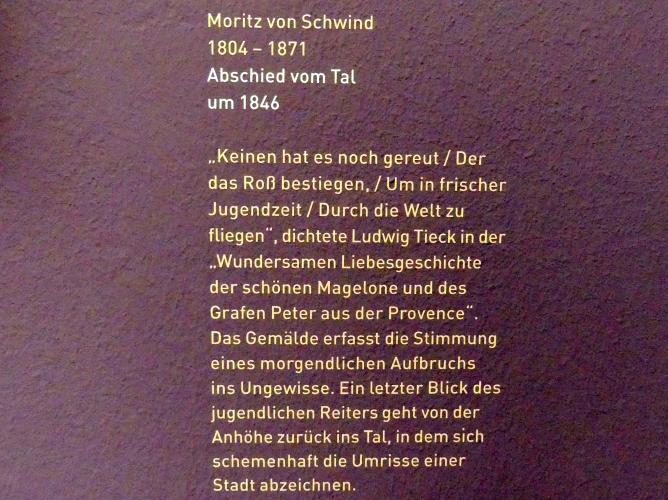 Moritz von Schwind
1804 – 1871
Abschied vom Tal
um 1846
„Keinen hat es noch gereut / Der
das Roß bestiegen, / Um in frischer
Jugendzeit / Durch die Welt zu
fliegen“, dichtete Ludwig Tieck in der
„Wundersamen Liebesgeschichte
der schönen Magelone und des
Grafen Peter aus der Provence“.
Das Gemälde erfasst die Stimmung
eines morgendlichen Aufbruchs
ins Ungewisse. Ein letzter Blick des
jugendlichen Reiters geht von der
Anhöhe zurück ins Tal, in dem sich
schemenhaft die Umrisse einer
Stadt abzeichnen.